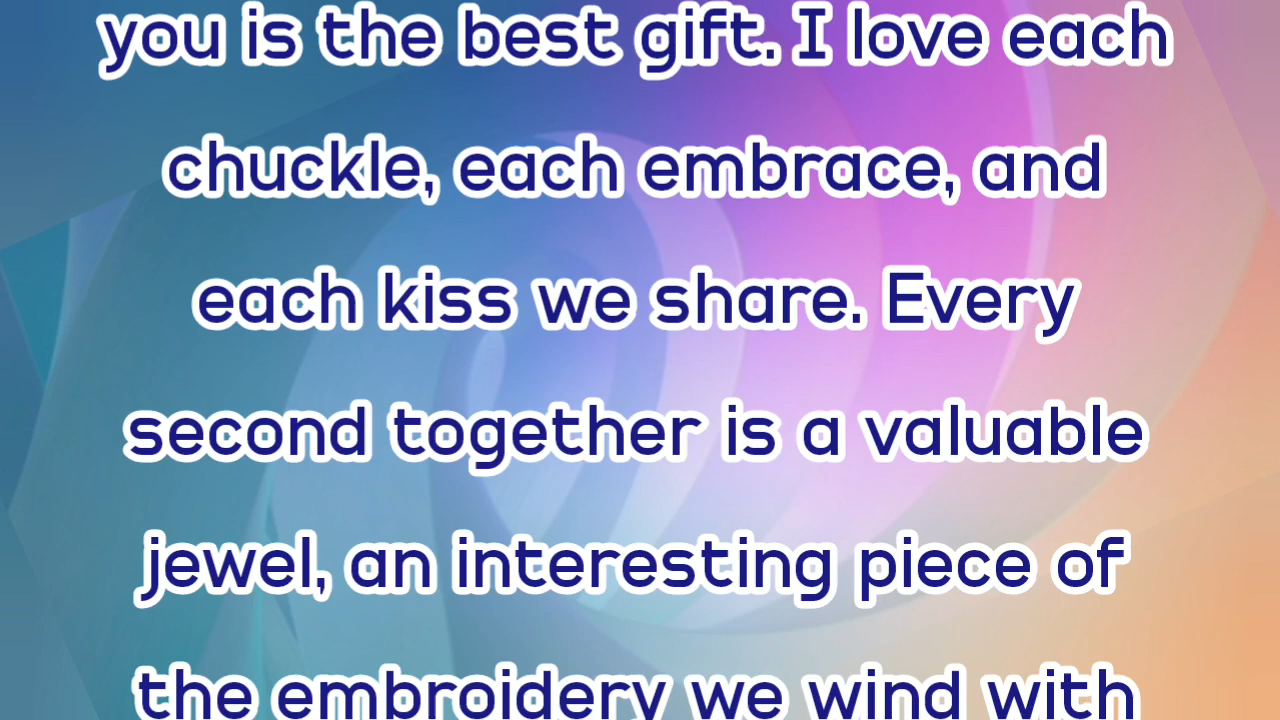 you is the best gift. I love each
chuckle, each embrace, and
each kiss we share. Every
second together is a valuable
jewel, an interesting piece of
the embroidery we wind with